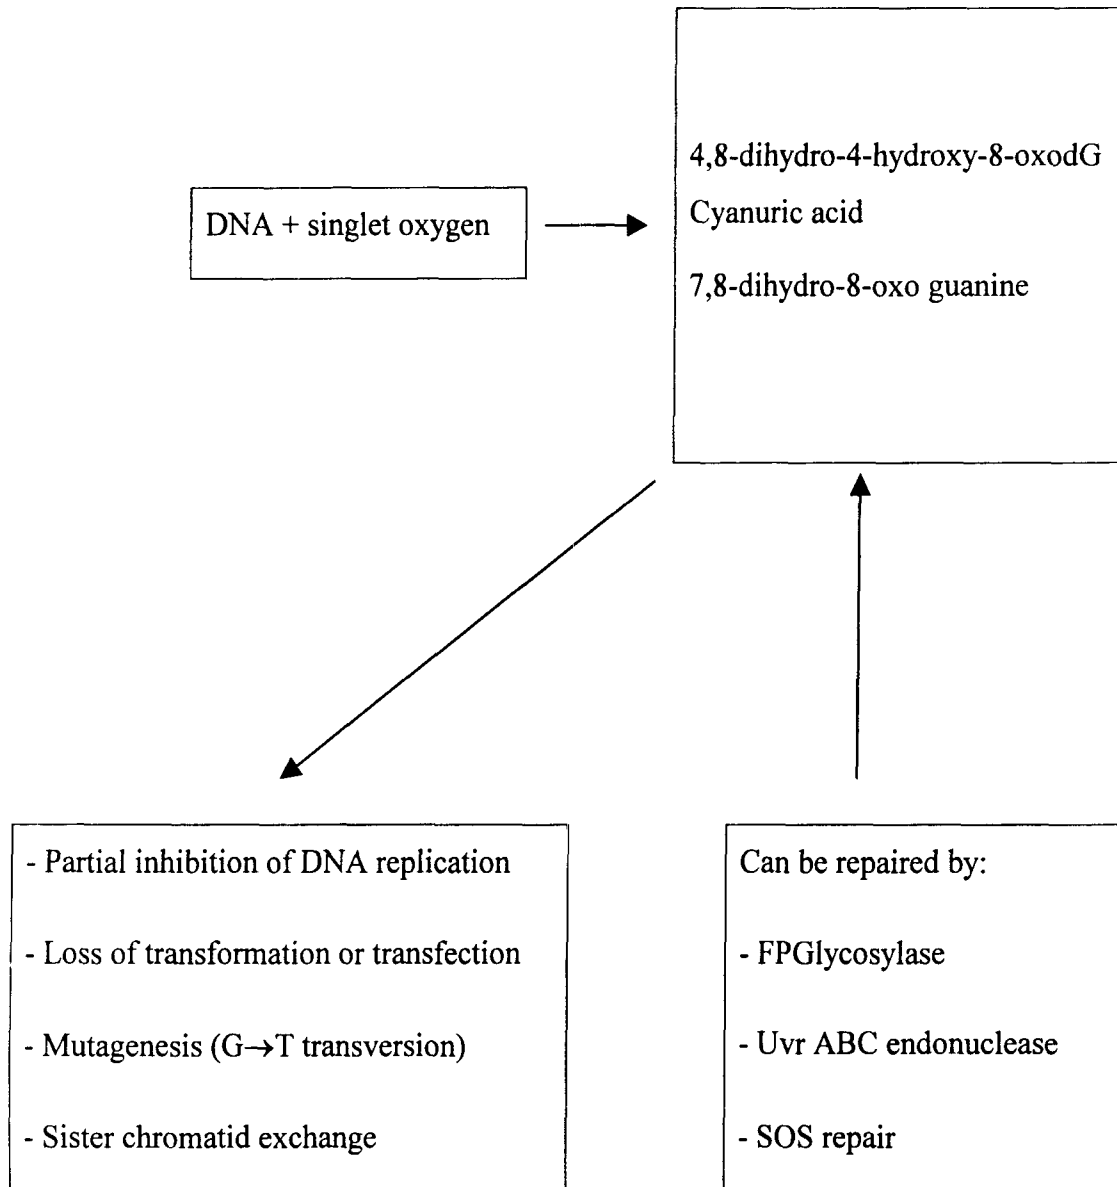 DNA + singlet oxygen
4,8-dihydro-4-hydroxy-8-oxodG
Cyanuric acid
7,8-dihydro-8-oxo guanine
- Partial inhibition of DNA replication
- Loss of transformation or transfection
- Mutagenesis (G→T transversion)
- Sister chromatid exchange
Can be repaired by:
- FPGlycosylase
- Uvr ABC endonuclease
- SOS repair